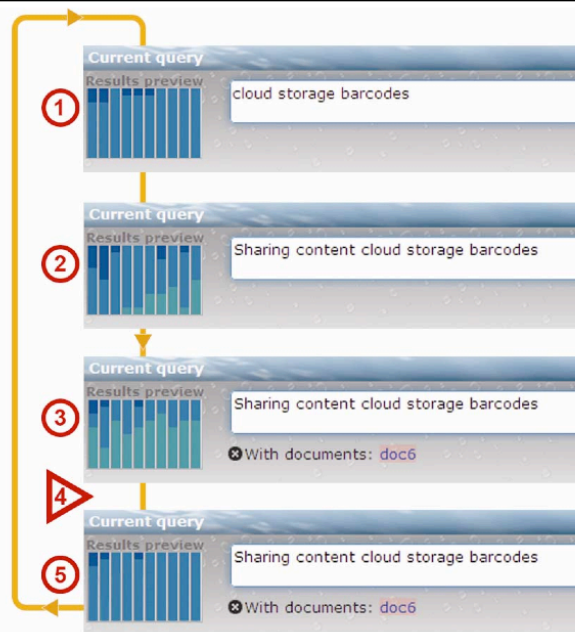 Current query
Results preview
1
cloud storage barcodes
Current query
Results preview
2
Sharing content cloud storage barcodes
Current query
Results preview
3
Sharing content cloud storage barcodes
With documents: doc6
4
Current query
Results preview
5
Sharing content cloud storage barcodes
With documents: doc6